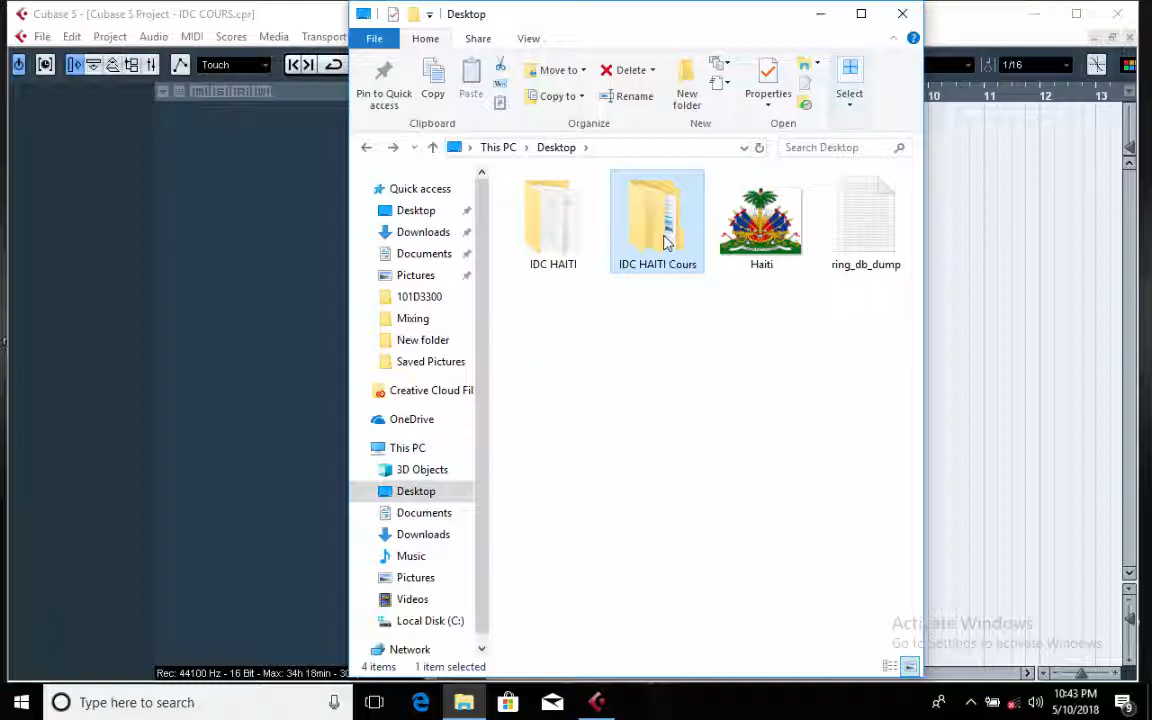 Cubase 5 - [Cubase 5 Project - IDC COURS.cpr]
File Edit Project Audio MIDI Scores Media Transport
Touch
1/16
10 11 12 13
Desktop
File Home Share View
Pin to Quick access
Copy
Paste
Move to
Copy to
Delete
Rename
New folder
Properties
Select
Clipboard Organize New Open
This PC Desktop
Search Desktop
Quick access
Desktop
Downloads
Documents
Pictures
101D3300
Mixing
New folder
Saved Pictures
Creative Cloud Fil
OneDrive
This PC
3D Objects
Desktop
Documents
Downloads
Music
Pictures
Videos
Local Disk (C:)
Network
IDC HAITI
IDC HAITI Cours
Haiti
ring_db_dump
4 items 1 item selected
Activate Windows
Go to Settings to activate Windows
Rec: 44100 Hz - 16 Bit - Max: 34h 18min - 30
Type here to search
10:43 PM
5/10/2018
9